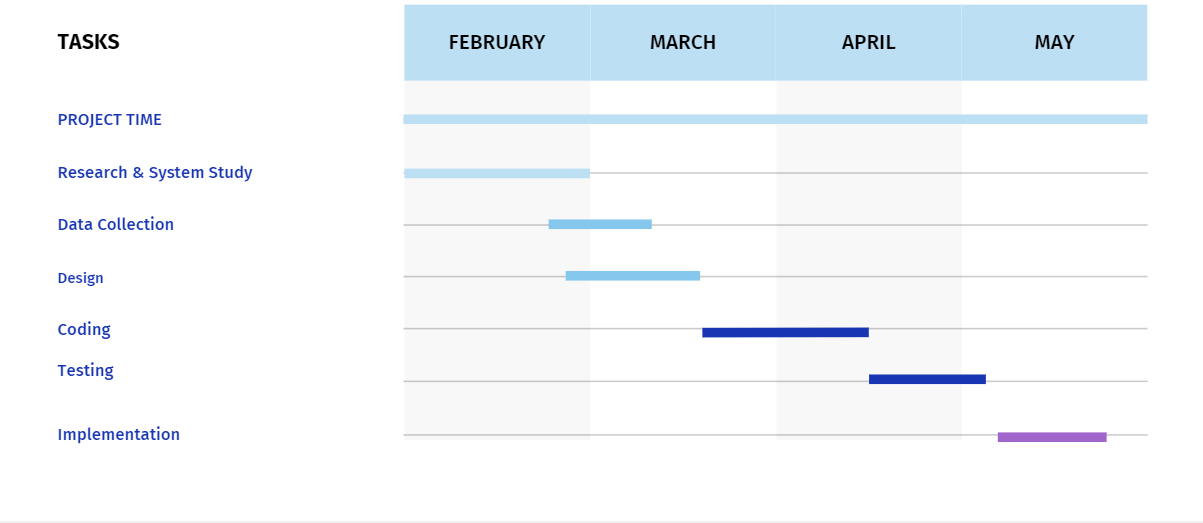 TASKS
FEBRUARY
MARCH
APRIL
MAY
PROJECT TIME
Research & System Study
Data Collection
Design
Coding
Testing
Implementation